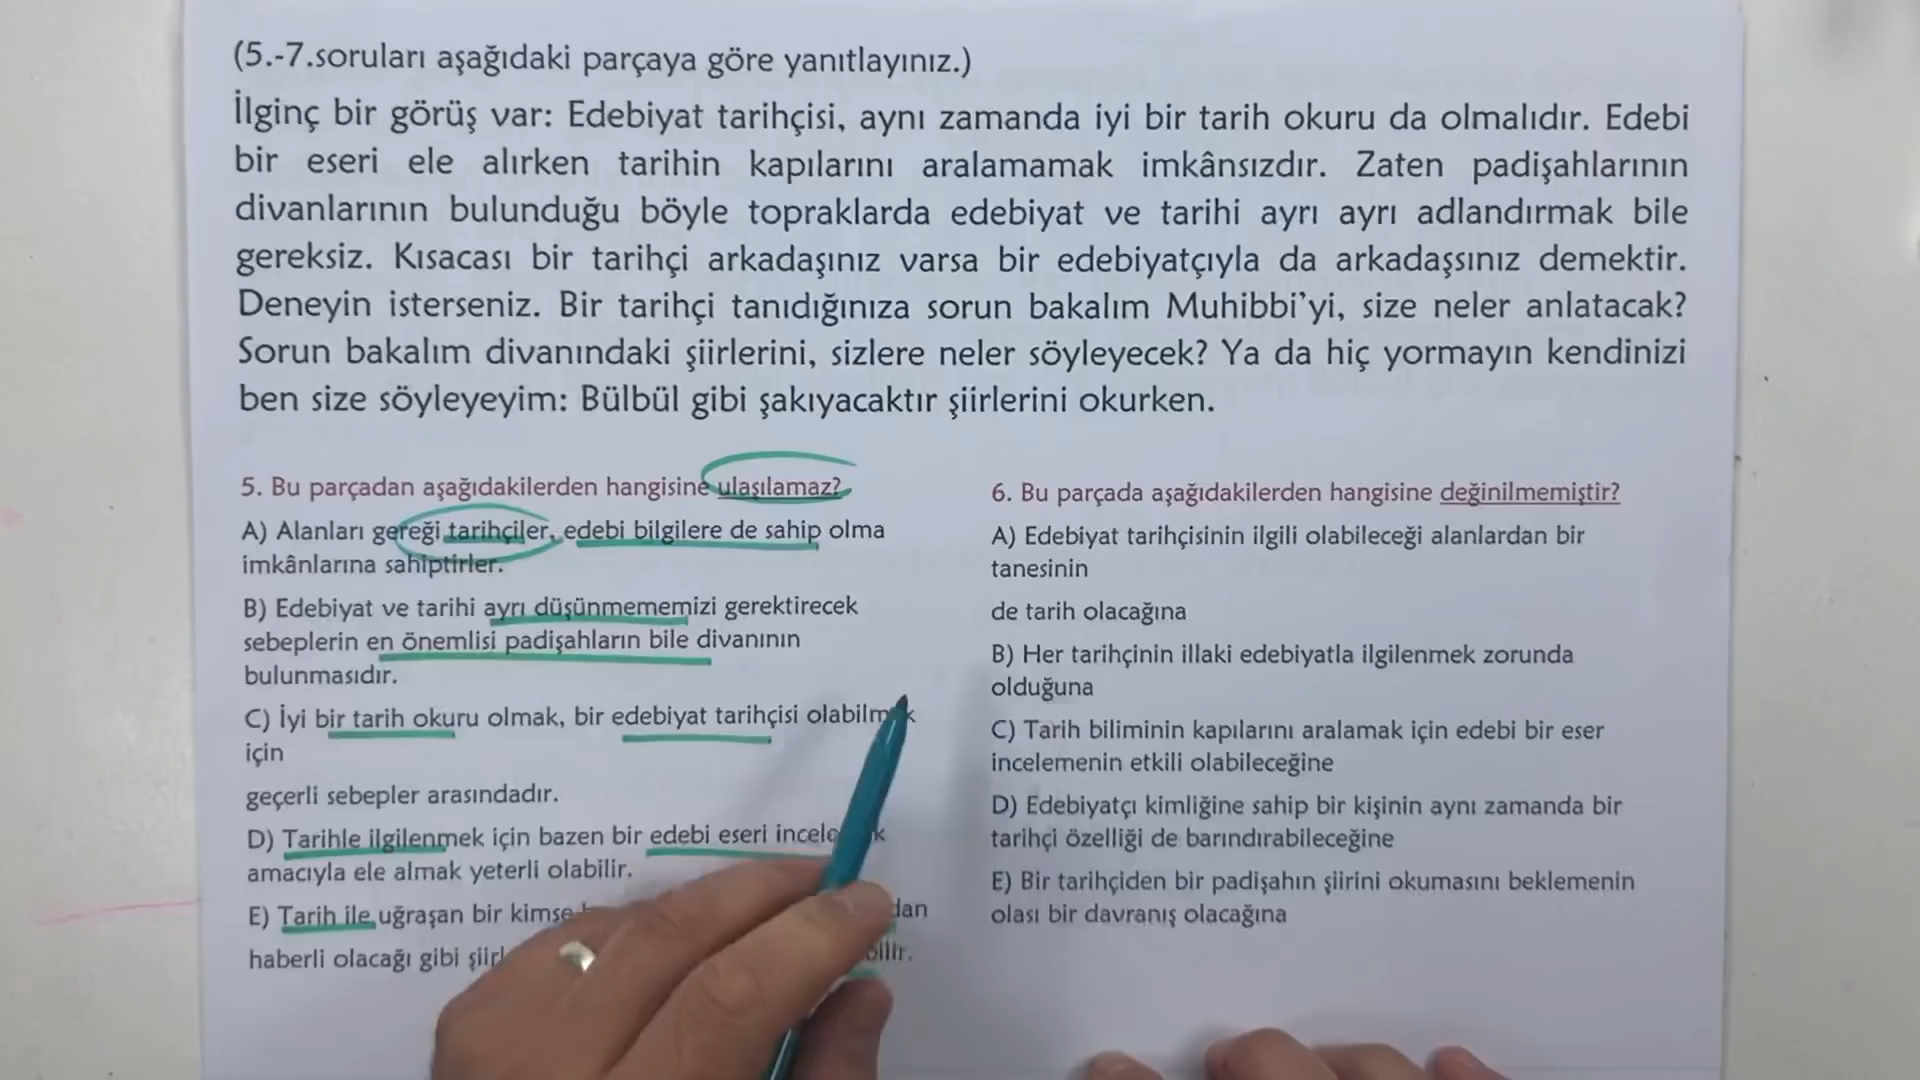 (5.-7.soruları aşağıdaki parçaya göre yanıtlayınız.)
İlginç bir görüş var: Edebiyat tarihçisi, aynı zamanda iyi bir tarih okuru da olmalıdır. Edebi
bir eseri ele alırken tarihin kapılarını aralamamak imkânsızdır. Zaten padişahlarının
divanlarının bulunduğu böyle topraklarda edebiyat ve tarihi ayrı ayrı adlandırmak bile
gereksiz. Kısacası bir tarihçi arkadaşınız varsa bir edebiyatçıyla da arkadaşsınız demektir.
Deneyin isterseniz. Bir tarihçi tanıdığınıza sorun bakalım Muhibbi'yi, size neler anlatacak?
Sorun bakalım divanındaki şiirlerini, sizlere neler söyleyecek? Ya da hiç yormayın kendinizi
ben size söyleyeyim: Bülbül gibi şakıyacaktır şiirlerini okurken.
5. Bu parçadan aşağıdakilerden hangisine ulaşılamaz?
A) Alanları gereği tarihçiler, edebi bilgilere de sahip olma
imkânlarına sahiptirler.
B) Edebiyat ve tarihi ayrı düşünmememizi gerektirecek
sebeplerin en önemlisi padişahların bile divanının
bulunmasıdır.
C) İyi bir tarih okuru olmak, bir edebiyat tarihçisi olabilmek
için
geçerli sebepler arasındadır.
D) Tarihle ilgilenmek için bazen bir edebi eseri
amacıyla ele almak yeterli olabilir.
E) Tarih ile uğraşan bir kimse
haberli olacağı gibi
6. Bu parçada aşağıdakilerden hangisine değinilmemiştir?
A) Edebiyat tarihçisinin ilgili olabileceği alanlardan bir
tanesinin
de tarih olacağına
B) Her tarihçinin illaki edebiyatla ilgilenmek zorunda
olduğuna
C) Tarih biliminin kapılarını aralamak için edebi bir eser
incelemenin etkili olabileceğine
D) Edebiyatçı kimliğine sahip bir kişinin aynı zamanda bir
tarihçi özelliği de barındırabileceğine
E) Bir tarihçiden bir padişahın şiirini okumasını beklemenin
olası bir davranış olacağına